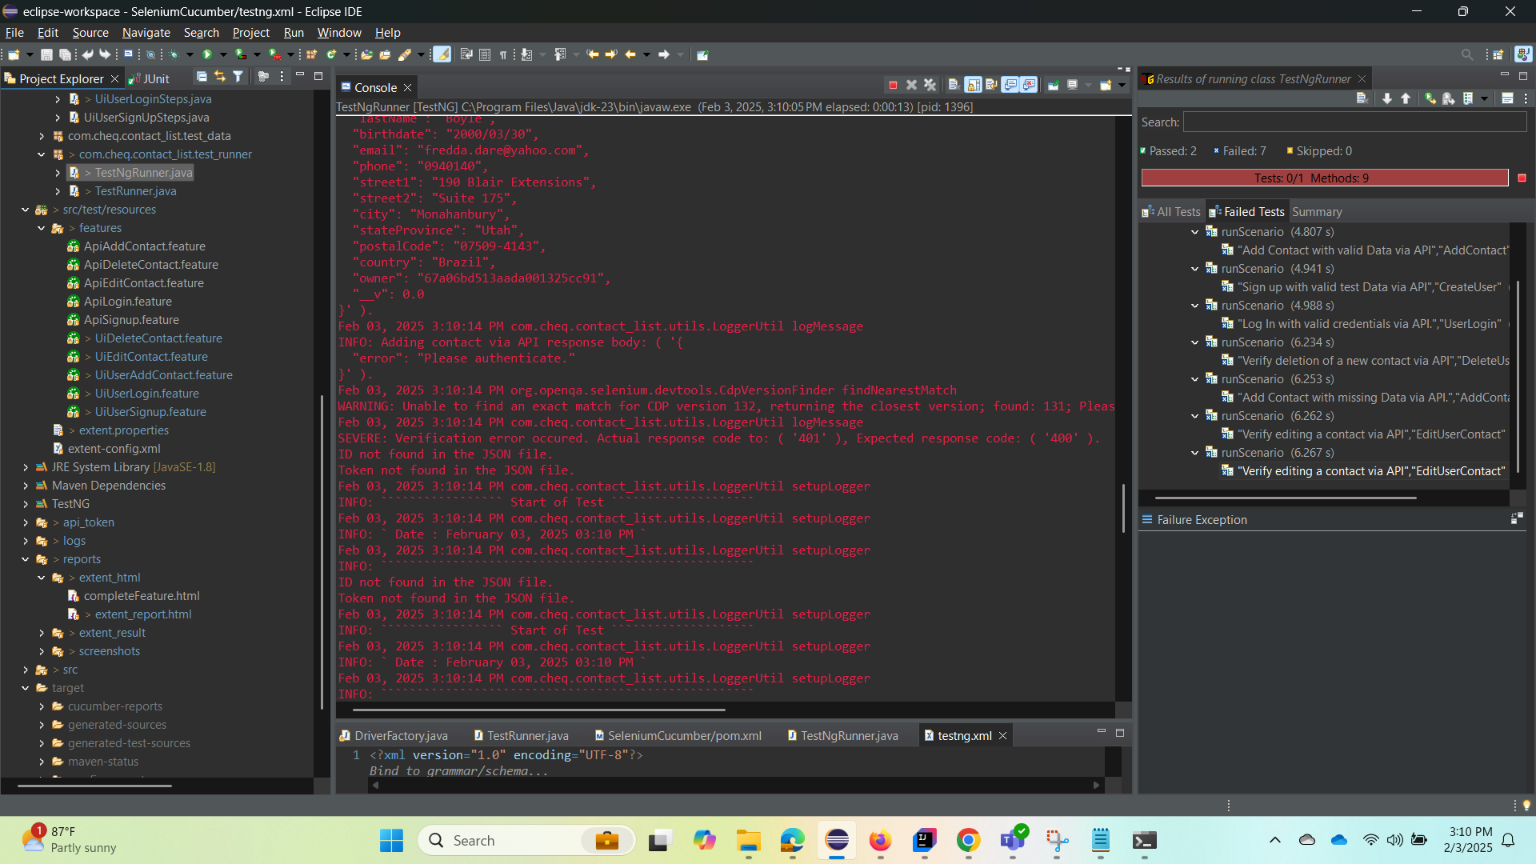 eclipse-workspace - SeleniumCucumber/testng.xml - Eclipse IDE
File Edit Source Navigate Search Project Run Window Help
Project Explorer
JUnit
> UiUserLoginSteps.java
> UiUserSignUpSteps.java
com.cheq.contact_list.test_data
> com.cheq.contact_list.test_runner
> TestNgRunner.java
> TestRunner.java
> src/test/resources
> features
ApiAddContact.feature
ApiDeleteContact.feature
ApiEditContact.feature
ApiLogin.feature
ApiSignup.feature
> UiDeleteContact.feature
> UiEditContact.feature
> UiUserAddContact.feature
> UiUserLogin.feature
> UiUserSignup.feature
> extent.properties
extent-config.xml
JRE System Library [JavaSE-1.8]
Maven Dependencies
TestNG
> api_token
> logs
> reports
> extent_html
completeFeature.html
> extent_report.html
> extent_result
> screenshots
> src
target
cucumber-reports
generated-sources
generated-test-sources
maven-status
Console
TestNgRunner [TestNG] C:\Program Files\Java\jdk-23\bin\javaw.exe (Feb 3, 2025, 3:10:05 PM elapsed: 0:00:13) [pid: 1396]
"lastName": "Boyle",
"birthdate": "2000/03/30",
"email": "fredda.dare@yahoo.com",
"phone": "0940140",
"street1": "190 Blair Extensions",
"street2": "Suite 175",
"city": "Monahanbury",
"stateProvince": "Utah",
"postalCode": "07509-4143",
"country": "Brazil",
"owner": "67a06bd513aada001325cc91",
"__v": 0.0
}' ).
Feb 03, 2025 3:10:14 PM com.cheq.contact_list.utils.LoggerUtil logMessage
INFO: Adding contact via API response body: ( '{
"error": "Please authenticate."
}' ).
Feb 03, 2025 3:10:14 PM org.openqa.selenium.devtools.CdpVersionFinder findNearestMatch
WARNING: Unable to find an exact match for CDP version 132, returning the closest version; found: 131; Pleas
Feb 03, 2025 3:10:14 PM com.cheq.contact_list.utils.LoggerUtil logMessage
SEVERE: Verification error occured. Actual response code to: ( '401' ), Expected response code: ( '400' ).
ID not found in the JSON file.
Token not found in the JSON file.
Feb 03, 2025 3:10:14 PM com.cheq.contact_list.utils.LoggerUtil setupLogger
INFO: ````````````````` Start of Test ````````````````````
Feb 03, 2025 3:10:14 PM com.cheq.contact_list.utils.LoggerUtil setupLogger
INFO: ` Date : February 03, 2025 03:10 PM `
Feb 03, 2025 3:10:14 PM com.cheq.contact_list.utils.LoggerUtil setupLogger
INFO: ````````````````````````````````````````````````````
ID not found in the JSON file.
Token not found in the JSON file.
Feb 03, 2025 3:10:14 PM com.cheq.contact_list.utils.LoggerUtil setupLogger
INFO: ````````````````` Start of Test ````````````````````
Feb 03, 2025 3:10:14 PM com.cheq.contact_list.utils.LoggerUtil setupLogger
INFO: ` Date : February 03, 2025 03:10 PM `
Feb 03, 2025 3:10:14 PM com.cheq.contact_list.utils.LoggerUtil setupLogger
INFO: ````````````````````````````````````````````````````
DriverFactory.java TestRunner.java SeleniumCucumber/pom.xml TestNgRunner.java testng.xml
1 <?xml version="1.0" encoding="UTF-8"?>
Bind to grammar/schema...
Results of running class TestNgRunner
Search:
Passed: 2 Failed: 7 Skipped: 0
Tests: 0/1 Methods: 9
All Tests Failed Tests Summary
runScenario (4.807 s)
"Add Contact with valid Data via API","AddContact"
runScenario (4.941 s)
"Sign up with valid test Data via API","CreateUser"
runScenario (4.988 s)
"Log In with valid credentials via API.","UserLogin"
runScenario (6.234 s)
"Verify deletion of a new contact via API","DeleteUs
runScenario (6.253 s)
"Add Contact with missing Data via API.","AddConta
runScenario (6.262 s)
"Verify editing a contact via API","EditUserContact"
runScenario (6.267 s)
"Verify editing a contact via API","EditUserContact"
Failure Exception
1
87°F
Partly sunny
Search
3:10 PM
2/3/2025